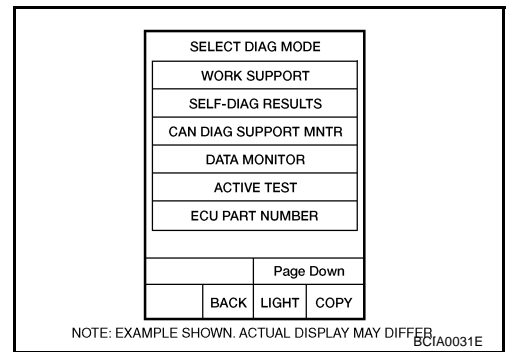 SELECT DIAG MODE
WORK SUPPORT
SELF-DIAG RESULTS
CAN DIAG SUPPORT MNTR
DATA MONITOR
ACTIVE TEST
ECU PART NUMBER
Page Down
BACK LIGHT COPY
NOTE: EXAMPLE SHOWN. ACTUAL DISPLAY MAY DIFFER.
BCIA0031E